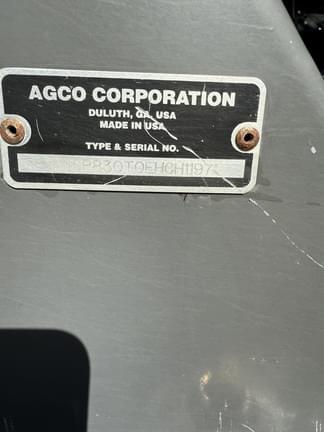 AGCO CORPORATION
DULUTH, GA, USA
MADE IN USA
TYPE & SERIAL NO.